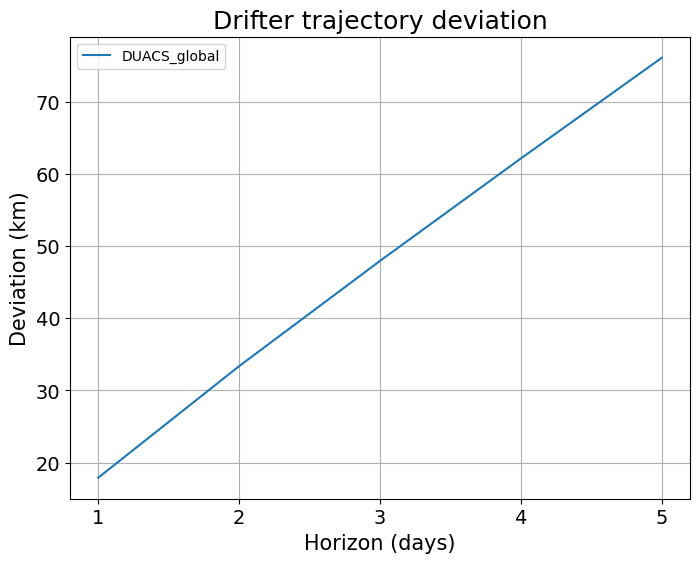 Drifter trajectory deviation
DUACS_global
Deviation (km)
70
60
50
40
30
20
1 2 3 4 5
Horizon (days)